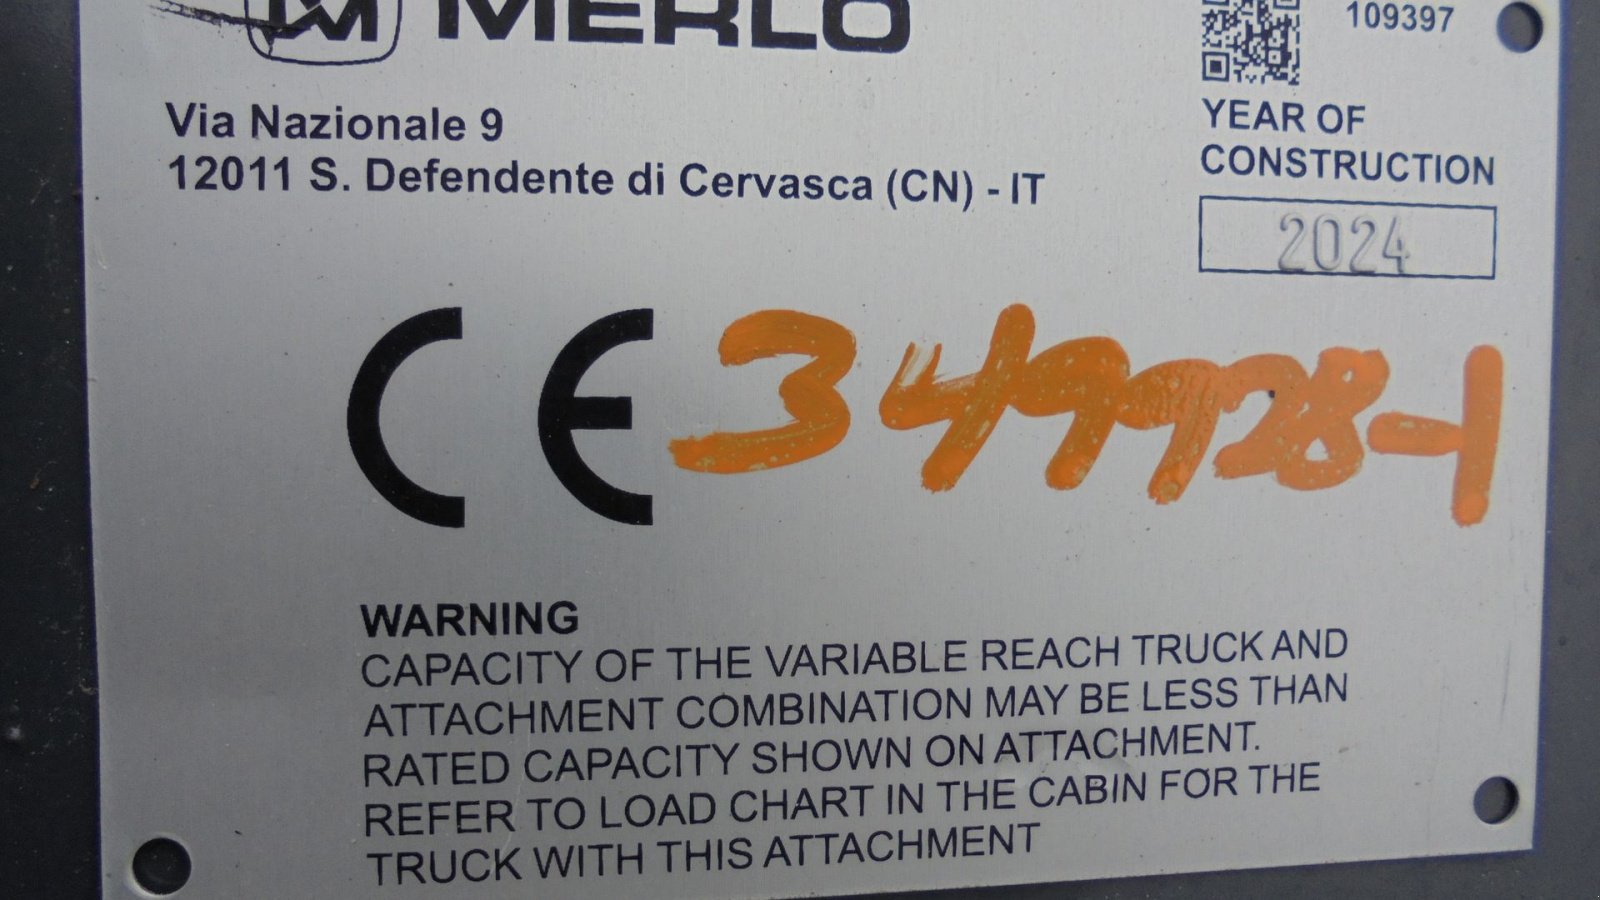 MERLO
109397
Via Nazionale 9
12011 S. Defendente di Cervasca (CN) - IT
YEAR OF
CONSTRUCTION
2024
CE
349928-1
WARNING
CAPACITY OF THE VARIABLE REACH TRUCK AND
ATTACHMENT COMBINATION MAY BE LESS THAN
RATED CAPACITY SHOWN ON ATTACHMENT.
REFER TO LOAD CHART IN THE CABIN FOR THE
TRUCK WITH THIS ATTACHMENT